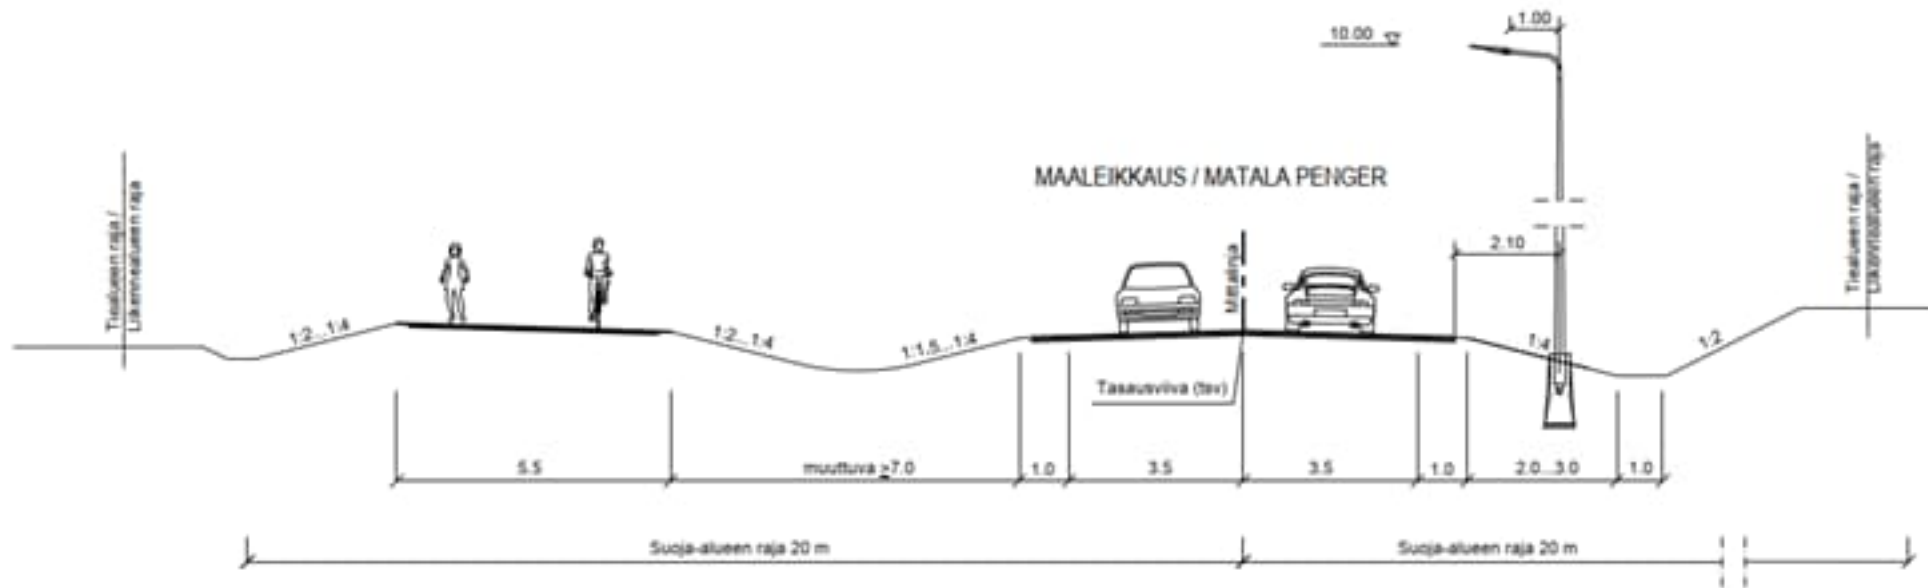 1.00
10.00
MAALEIKKAUS / MATALA PENGER
Tiealueen raja /
Liikennealueen raja
Mittalinja
2.10
Tiealueen raja /
Liikennealueen raja
1:2...1:4
1:2...1:4
1:1,5...1:4
1:4
1:2
Tasausviiva (tsv)
5.5
muuttuva ≥7.0
1.0
3.5
3.5
1.0
2.0...3.0
1.0
Suoja-alueen raja 20 m
Suoja-alueen raja 20 m